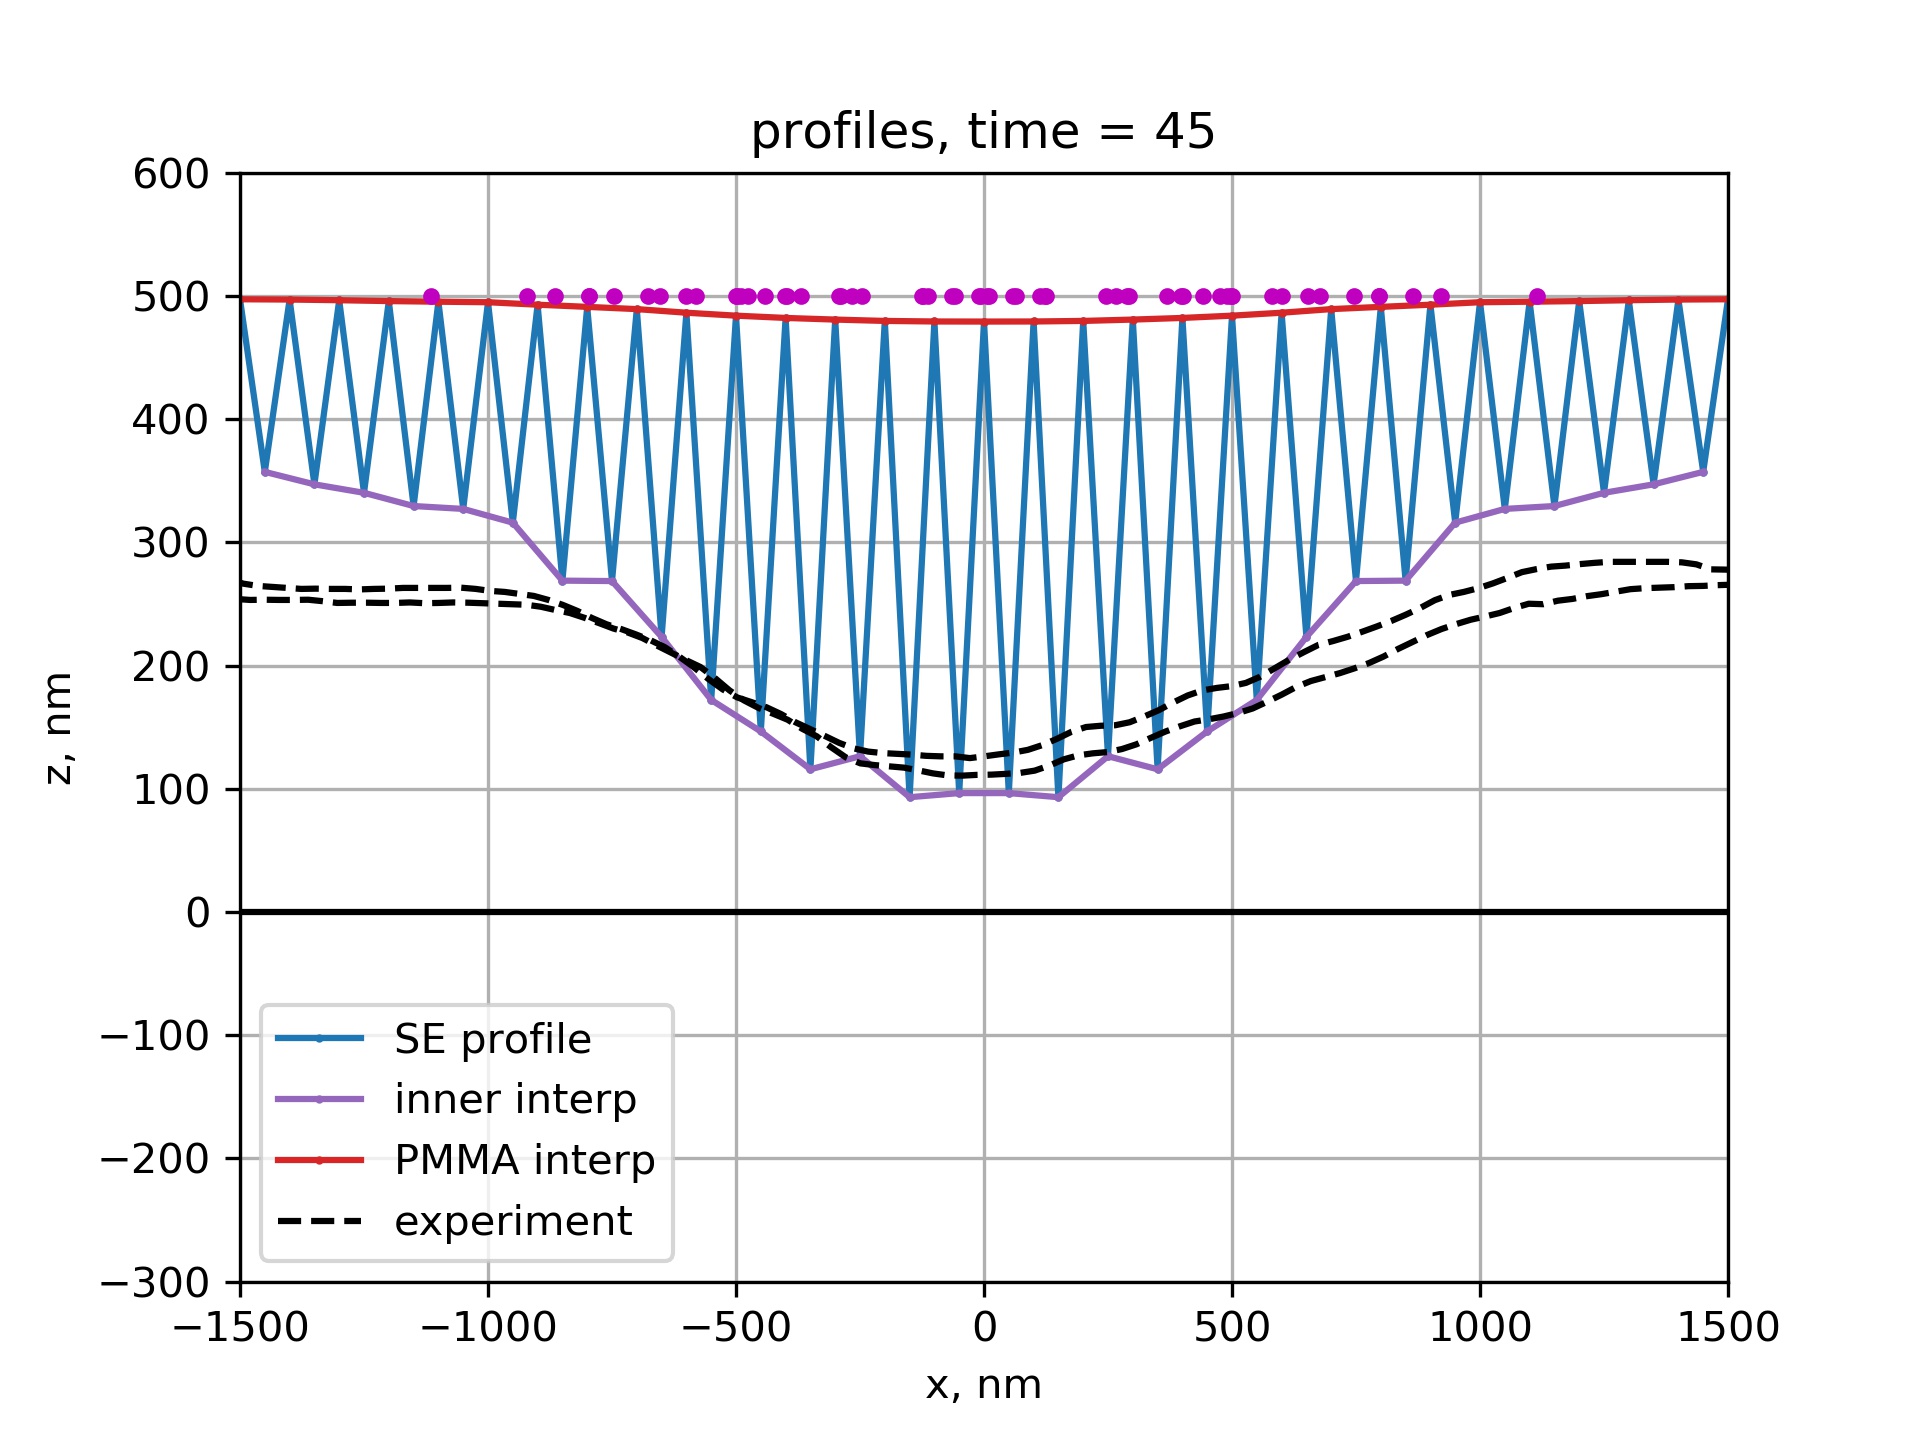 profiles, time = 45
600
500
400
300
200
100
0
−100
−200
−300
z, nm
SE profile
inner interp
PMMA interp
experiment
−1500 −1000 −500 0 500 1000 1500
x, nm